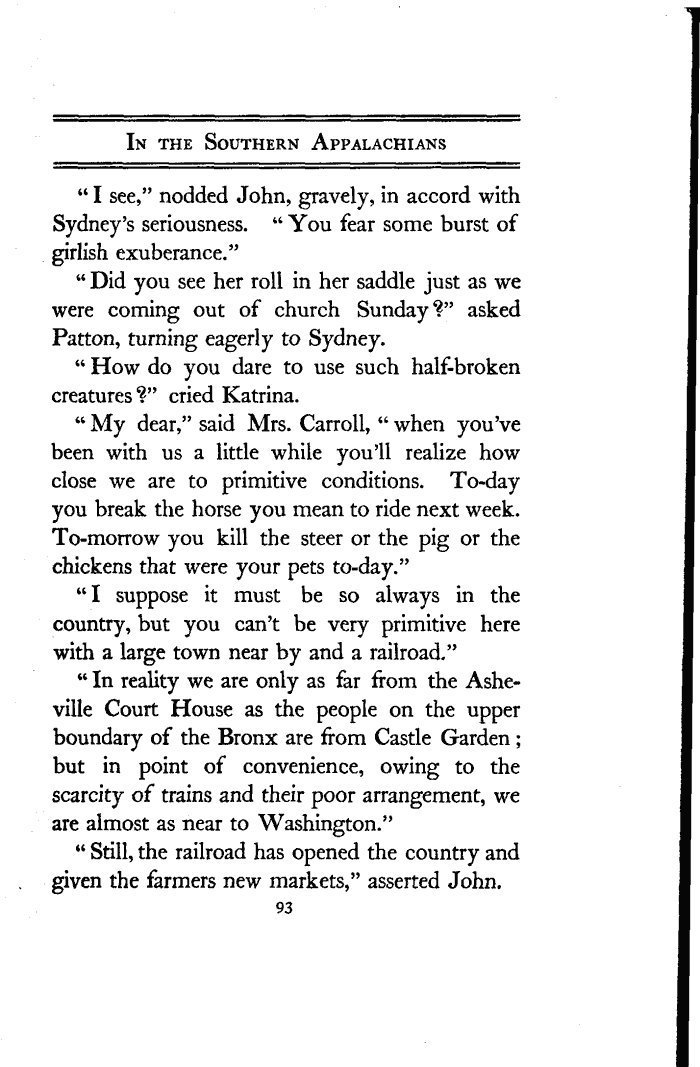 In the Southern Appalachians
“ I see,” nodded John, gravely, in accord with
Sydney’s seriousness. “ You fear some burst of
girlish exuberance.”
“ Did you see her roll in her saddle just as we
were coming out of church Sunday ?” asked
Patton, turning eagerly to Sydney.
“ How do you dare to use such half-broken
creatures ?” cried Katrina.
“ My dear,” said Mrs. Carroll, “ when you’ve
been with us a little while you’ll realize how
close we are to primitive conditions. To-day
you break the horse you mean to ride next week.
To-morrow you kill the steer or the pig or the
chickens that were your pets to-day.”
“ I suppose it must be so always in the
country, but you can’t be very primitive here
with a large town near by and a railroad.”
“ In reality we are only as far from the Ashe-
ville Court House as the people on the upper
boundary of the Bronx are from Castle Garden ;
but in point of convenience, owing to the
scarcity of trains and their poor arrangement, we
are almost as near to Washington.”
“ Still, the railroad has opened the country and
given the farmers new markets,” asserted John.
93